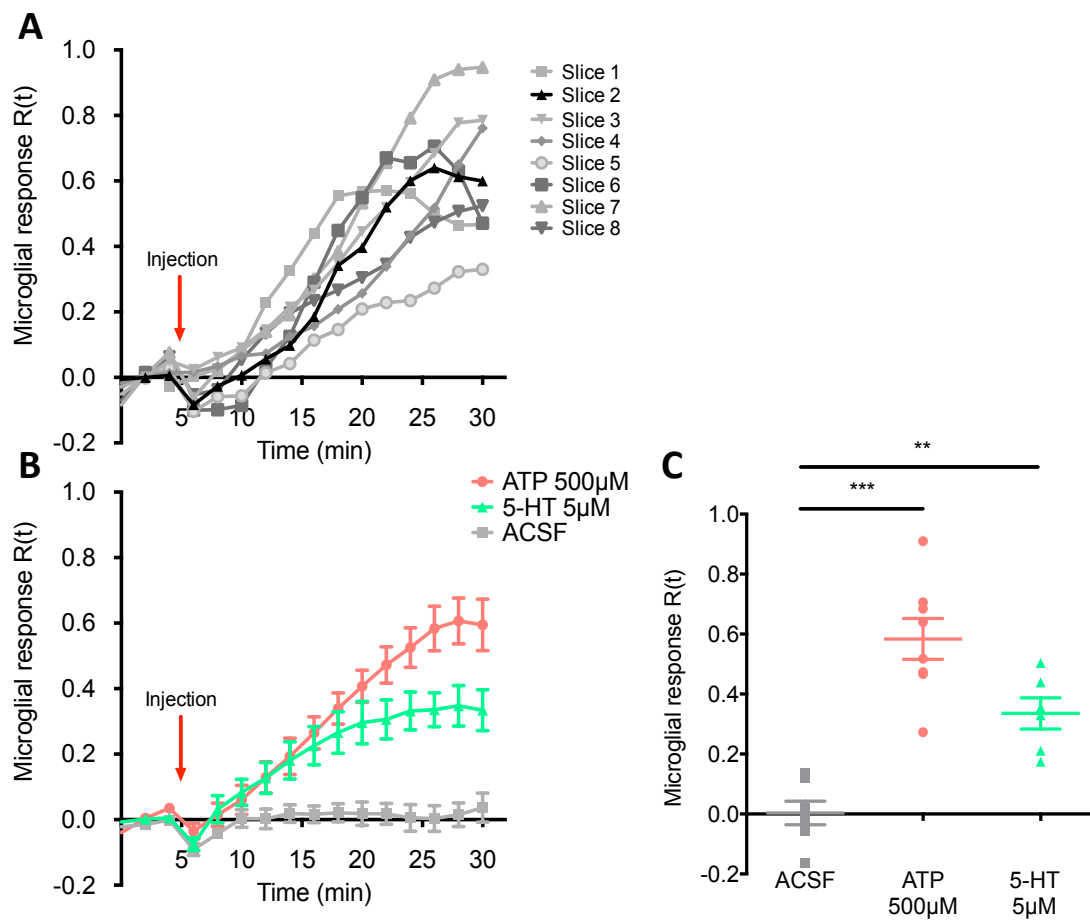 A
Microglial response R(t)
1.0
0.8
0.6
0.4
0.2
0.0
-0.2
Injection
5
10
15
20
25
30
Time (min)
Slice 1
Slice 2
Slice 3
Slice 4
Slice 5
Slice 6
Slice 7
Slice 8
B
Microglial response R(t)
1.0
0.8
0.6
0.4
0.2
0.0
-0.2
Injection
5
10
15
20
25
30
Time (min)
ATP 500µM
5-HT 5µM
ACSF
C
**
***
Microglial response R(t)
1.0
0.8
0.6
0.4
0.2
0.0
-0.2
ACSF
ATP
500µM
5-HT
5µM